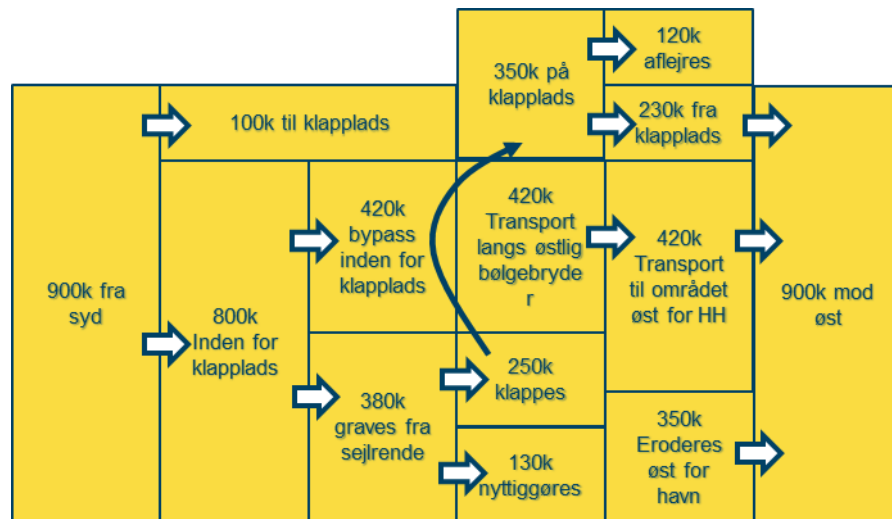 900k fra
syd
100k til klapplads
800k
Inden for
klapplads
420k
bypass
inden for
klapplads
380k
graves fra
sejlrende
350k på
klapplads
420k
Transport
langs østlig
bølgebryde
r
250k
klappes
130k
nyttiggøres
120k
aflejres
230k fra
klapplads
420k
Transport
til området
øst for HH
350k
Eroderes
øst for
havn
900k mod
øst